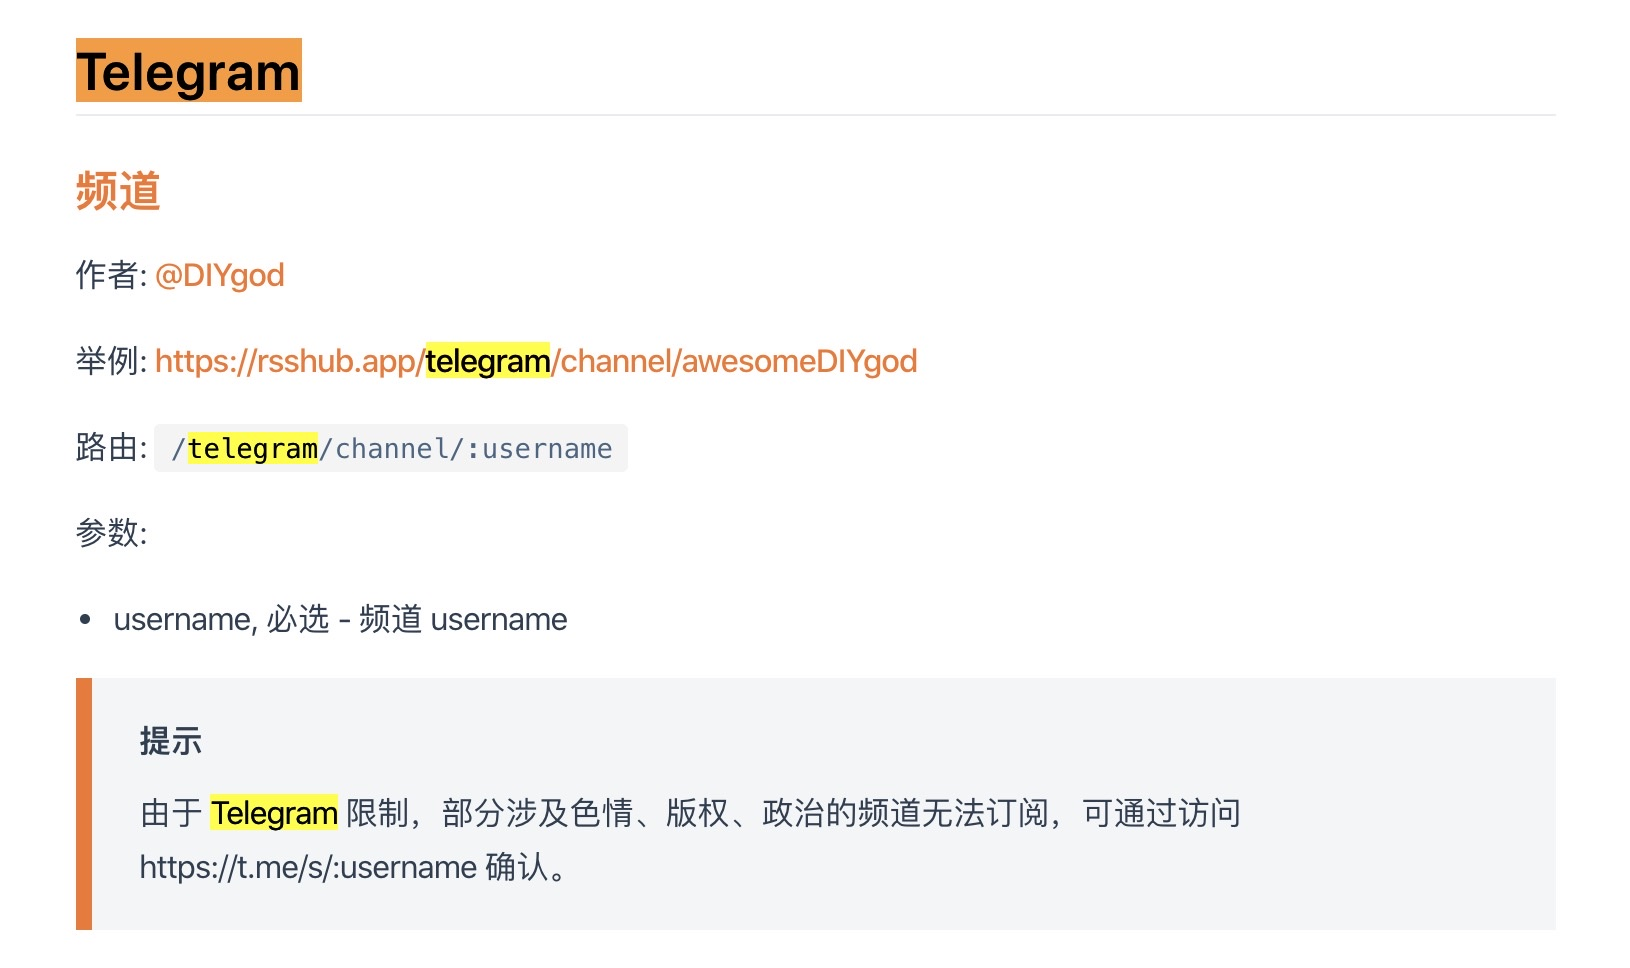 Telegram
频道
作者: @DIYgod
举例: https://rsshub.app/telegram/channel/awesomeDIYgod
路由: /telegram/channel/:username
参数:
• username, 必选 - 频道 username
提示
由于 Telegram 限制，部分涉及色情、版权、政治的频道无法订阅，可通过访问
https://t.me/s/:username 确认。